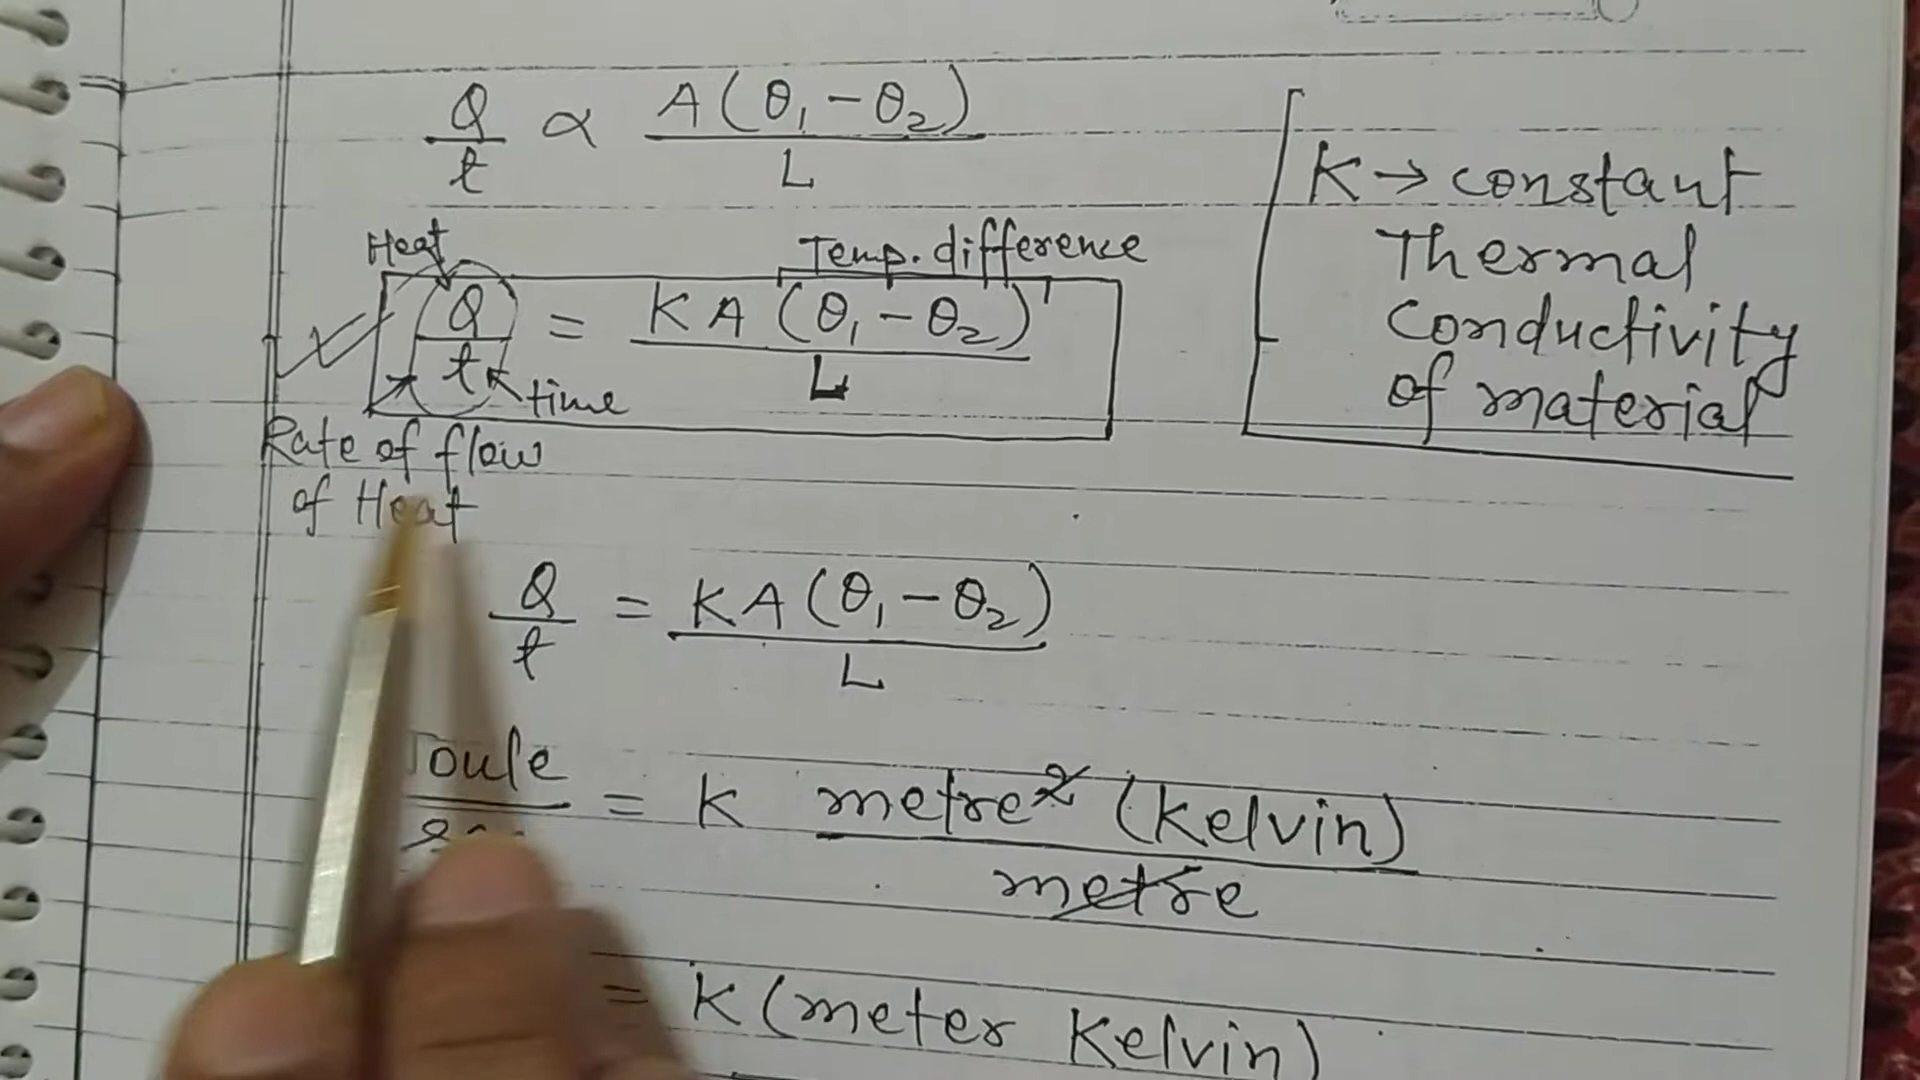 Q/t ∝ A(θ₁-θ₂)/L
Heat
Temp. difference
Q/t = KA(θ₁-θ₂)/L
time
Rate of flow
of Heat
K→constant
Thermal
Conductivity
of material
Q/t = KA(θ₁-θ₂)/L
Joule = K metre² (Kelvin)/metre
= K(meter Kelvin)